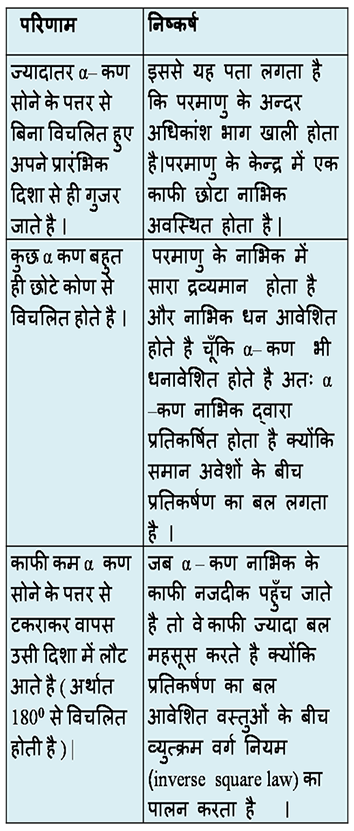 परिणाम
निष्कर्ष
ज्यादातर α– कण
सोने के पत्तर से
बिना विचलित हुए
अपने प्रारंभिक
दिशा से ही गुजर
जाते है ।
इससे यह पता लगता है
कि परमाणु के अन्दर
अधिकांश भाग खाली होता
है।परमाणु के केन्द्र में एक
काफी छोटा नाभिक
अवस्थित होता है|
कुछ α कण बहुत
ही छोटे कोण से
विचलित होते है ।
परमाणु के नाभिक में
सारा द्रव्यमान होता है
और नाभिक धन आवेशित
होते है चूँकि α– कण भी
धनावेशित होते है अतः α
–कण नाभिक द्वारा
प्रतिकर्षित होता है क्योंकि
समान अवेशों के बीच
प्रतिकर्षण का बल लगता
है ।
काफी कम α कण
सोने के पत्तर से
टकराकर वापस
उसी दिशा में लौट
आते है ( अर्थात
180⁰ से विचलित
होती है )|
जब α – कण नाभिक के
काफी नजदीक पहुँच जाते
है तो वे काफी ज्यादा बल
महसूस करते है क्योंकि
प्रतिकर्षण का बल
आवेशित वस्तुओं के बीच
व्युत्क्रम वर्ग नियम
(inverse square law) का
पालन करता है ।